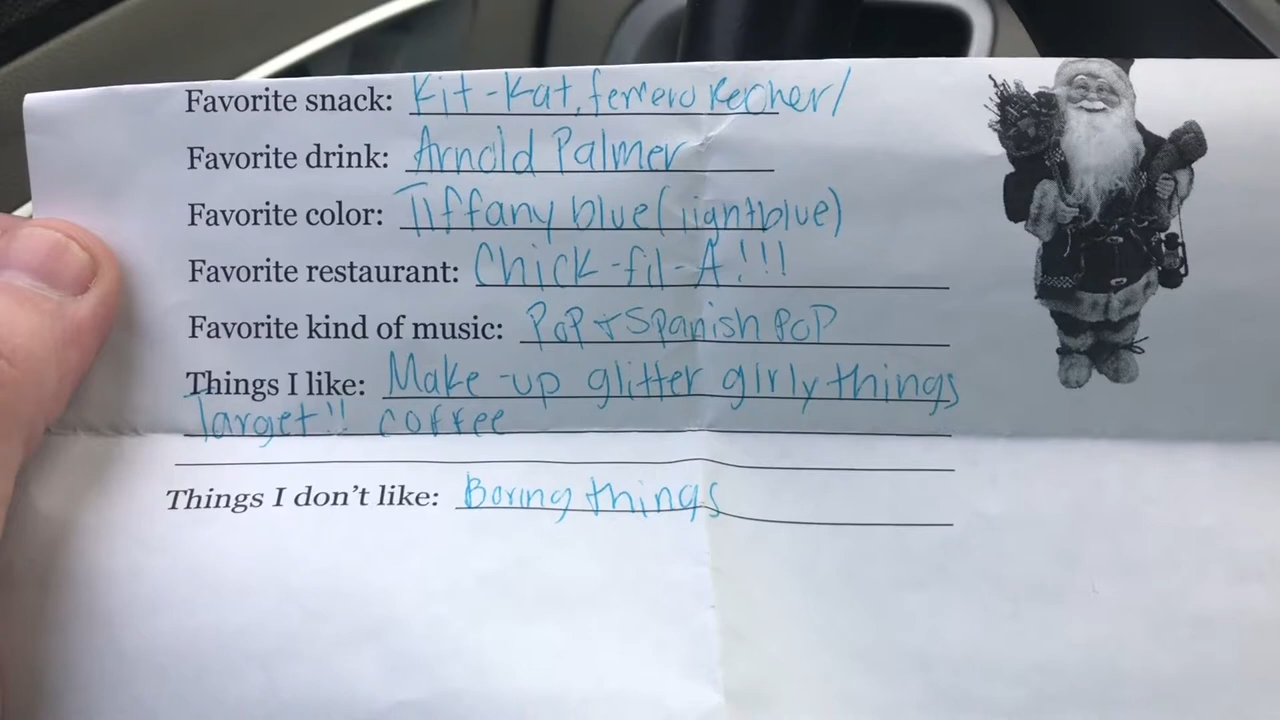 Favorite snack: Kit-Kat, ferrero Rocher/
Favorite drink: Arnold Palmer
Favorite color: Tiffany blue (lightblue)
Favorite restaurant: Chick-fil-A!!!
Favorite kind of music: Pop & Spanish Pop
Things I like: Make-up glitter girly things
Target!! coffee
Things I don't like: Boring things